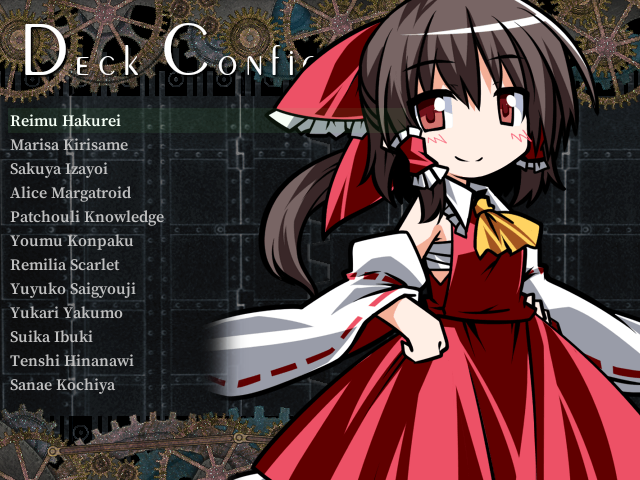 Deck Config
Reimu Hakurei
Marisa Kirisame
Sakuya Izayoi
Alice Margatroid
Patchouli Knowledge
Youmu Konpaku
Remilia Scarlet
Yuyuko Saigyouji
Yukari Yakumo
Suika Ibuki
Tenshi Hinanawi
Sanae Kochiya